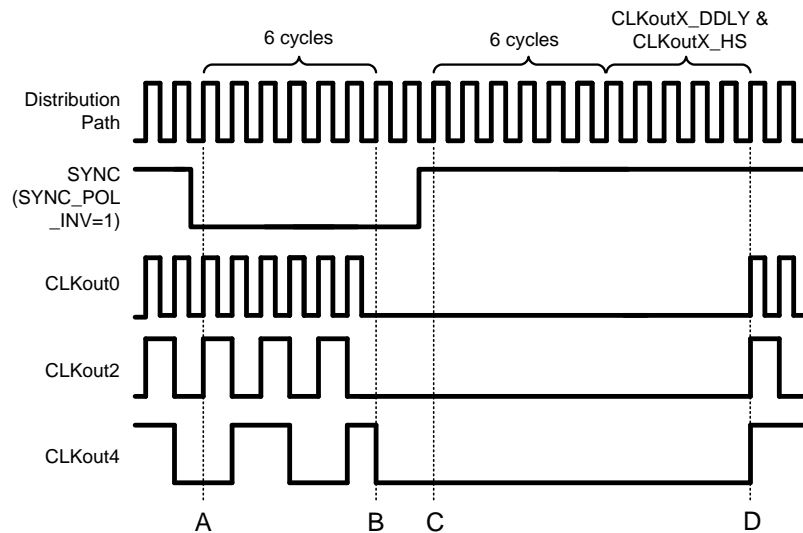 CLKoutX_DDLY &
CLKoutX_HS
6 cycles
6 cycles
Distribution
Path
SYNC
(SYNC_POL
_INV=1)
CLKout0
CLKout2
CLKout4
A
B
C
D